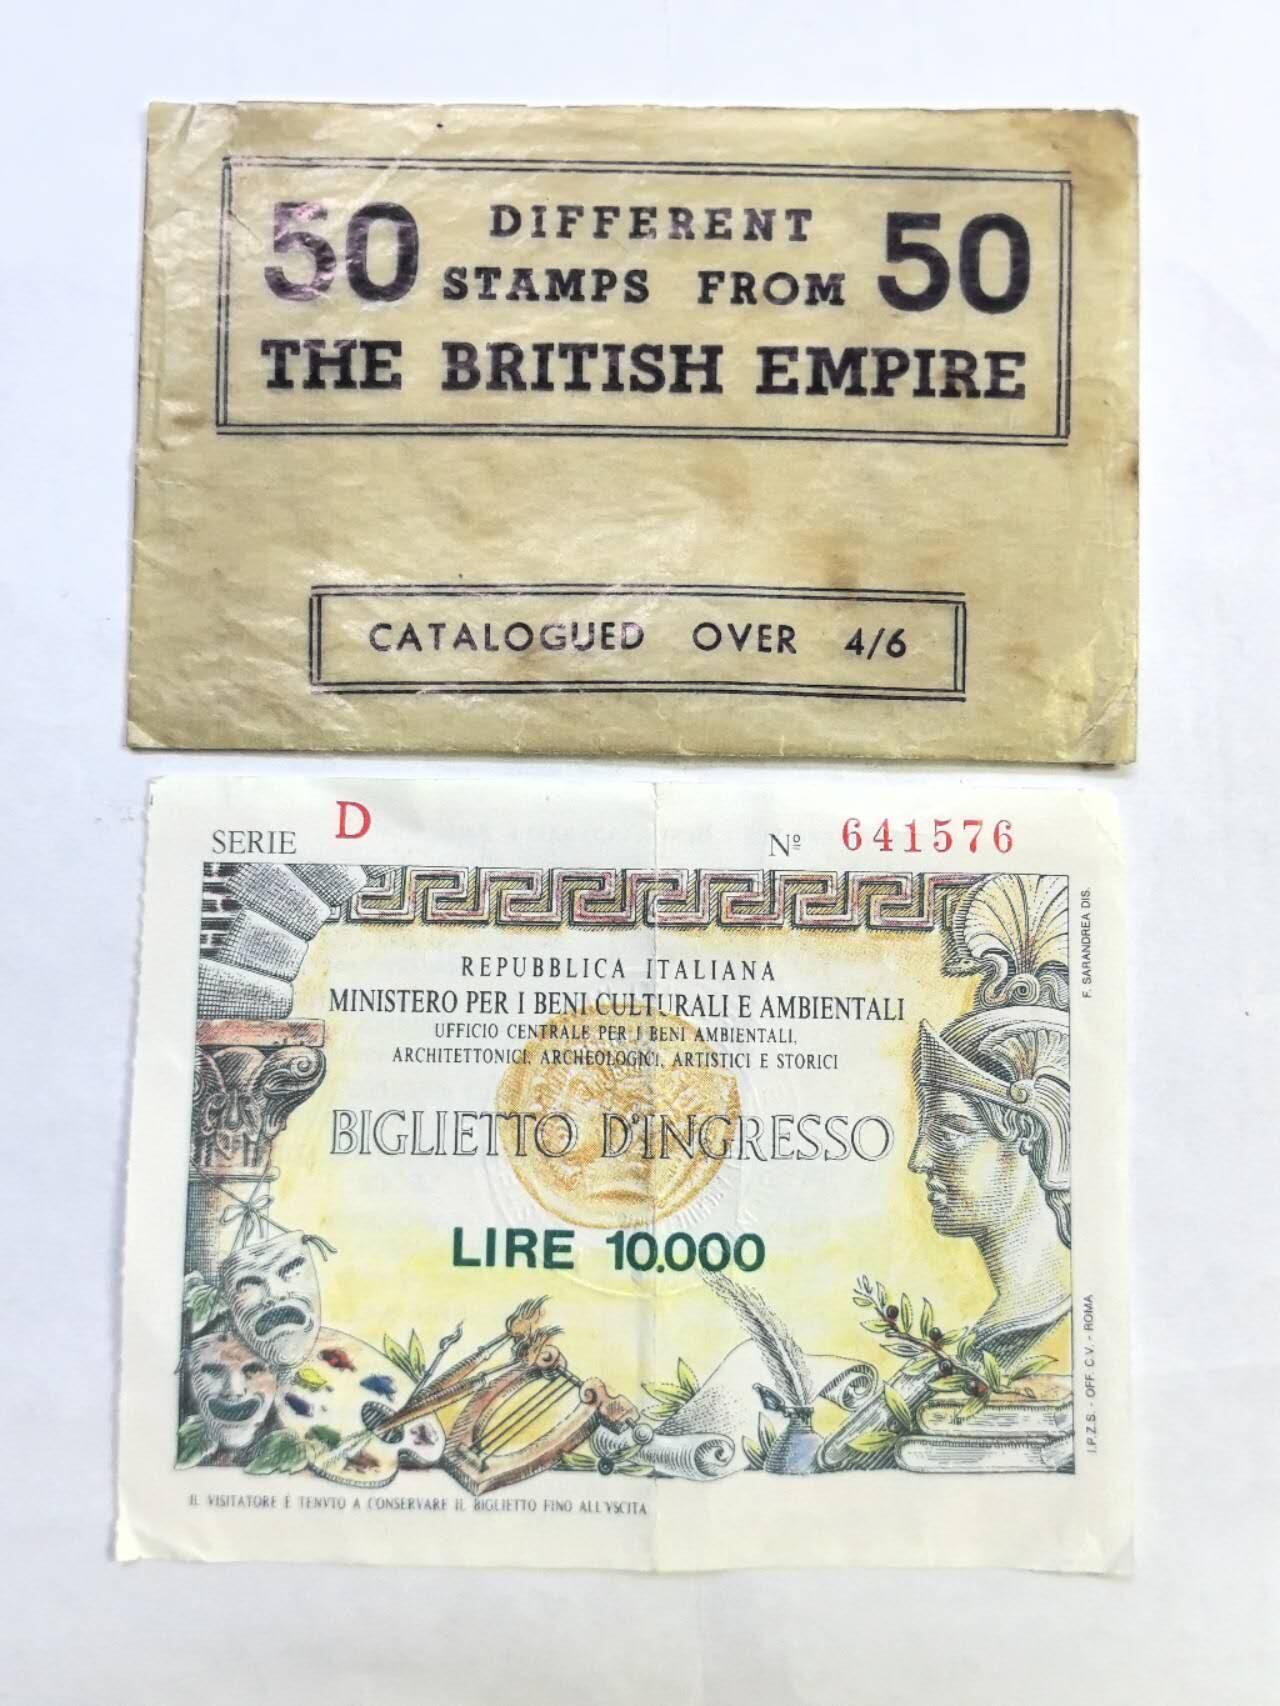 50 DIFFERENT 50
STAMPS FROM
THE BRITISH EMPIRE
CATALOGUED OVER 4/6
SERIE D Nº 641576
REPUBBLICA ITALIANA
MINISTERO PER I BENI CULTURALI E AMBIENTALI
UFFICIO CENTRALE PER I BENI AMBIENTALI,
ARCHITETTONICI, ARCHEOLOGICI, ARTISTICI E STORICI
BIGLIETTO D'INGRESSO
LIRE 10.000
IL VISITATORE È TENVTO A CONSERVARE IL BIGLIETTO FINO ALL'VSCITA
F. SARANDREA DIS.
I.P.Z.S. - OFF. C.V. - ROMA